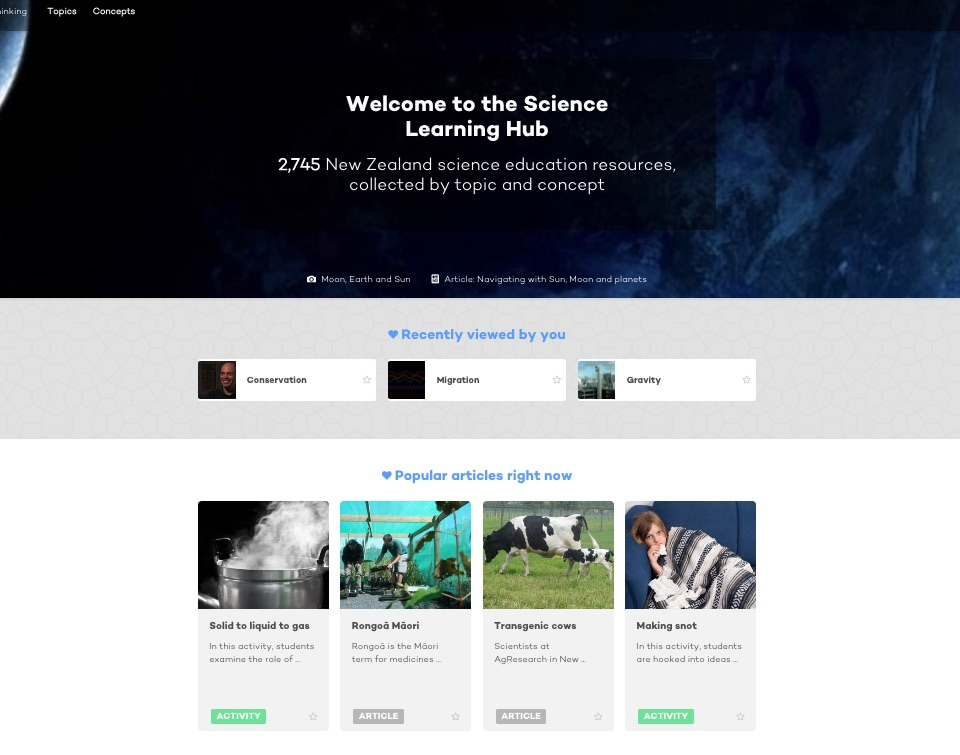 Topics Concepts
Welcome to the Science
Learning Hub
2,745 New Zealand science education resources,
collected by topic and concept
Moon, Earth and Sun Article: Navigating with Sun, Moon and planets
Recently viewed by you
Conservation
Migration
Gravity
Popular articles right now
Solid to liquid to gas
In this activity, students
examine the role of ...
ACTIVITY
Rongoā Māori
Rongoā is the Māori
term for medicines ...
ARTICLE
Transgenic cows
Scientists at
AgResearch in New ...
ARTICLE
Making snot
In this activity, students
are hooked into ideas ...
ACTIVITY